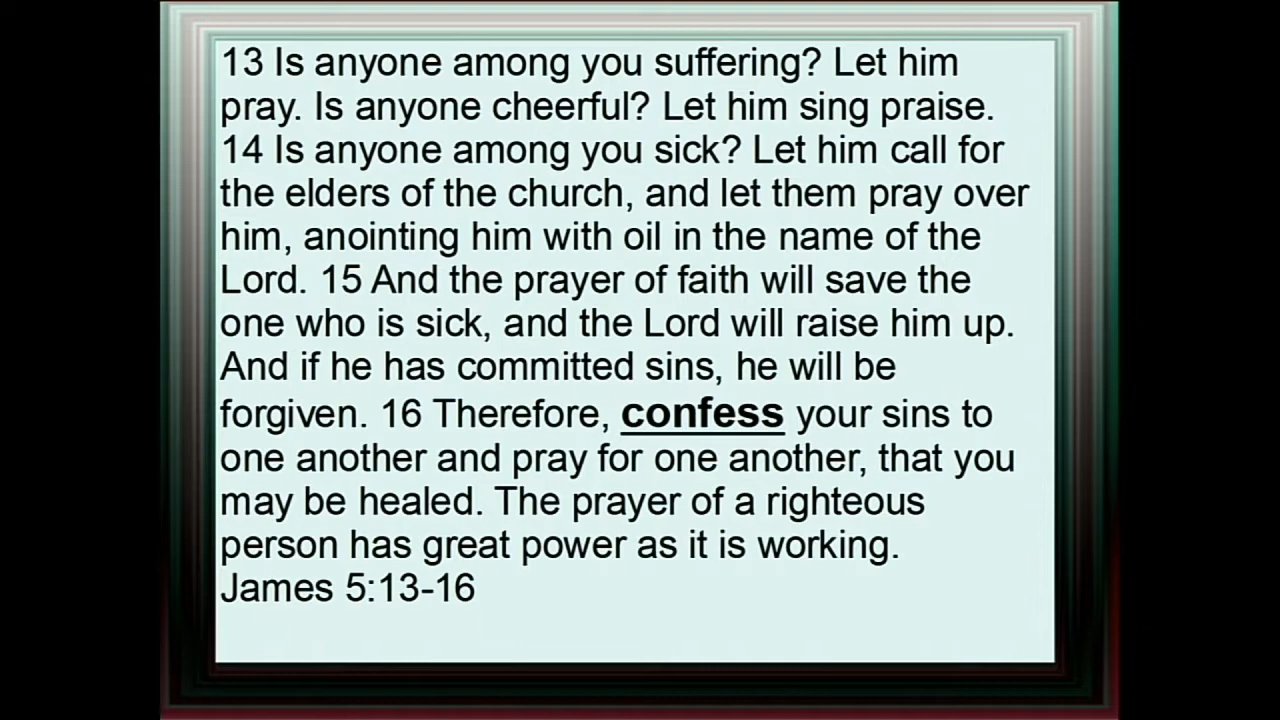 13 Is anyone among you suffering? Let him
pray. Is anyone cheerful? Let him sing praise.
14 Is anyone among you sick? Let him call for
the elders of the church, and let them pray over
him, anointing him with oil in the name of the
Lord. 15 And the prayer of faith will save the
one who is sick, and the Lord will raise him up.
And if he has committed sins, he will be
forgiven. 16 Therefore, confess your sins to
one another and pray for one another, that you
may be healed. The prayer of a righteous
person has great power as it is working.
James 5:13-16